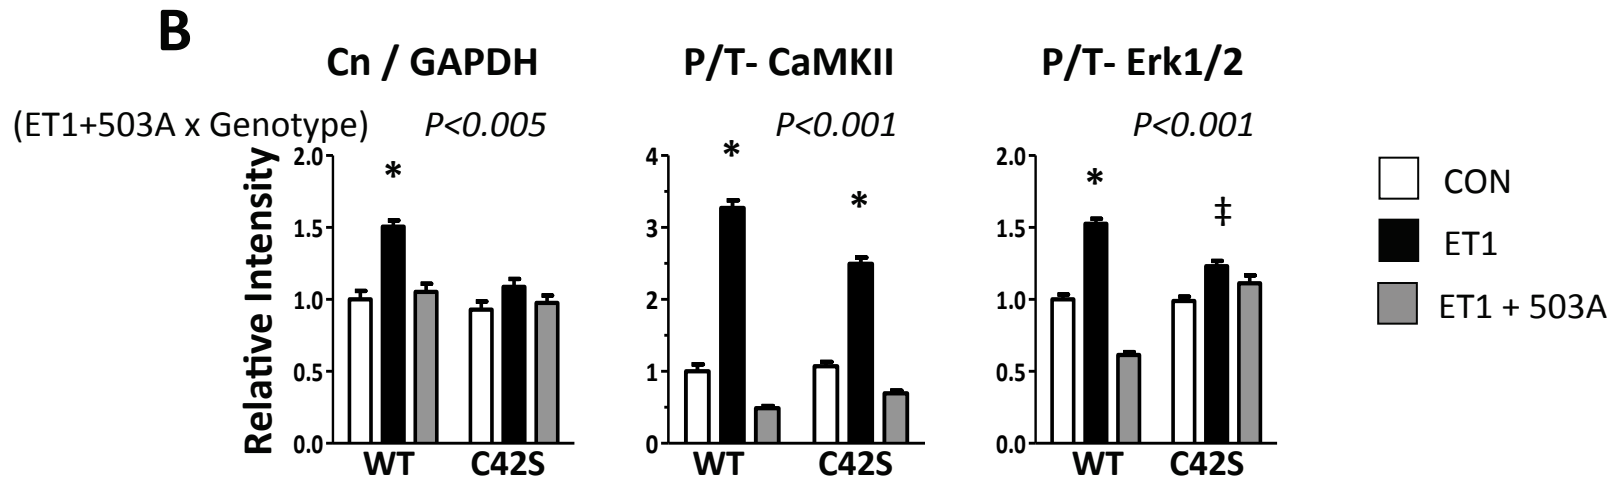 B
Cn / GAPDH
P/T- CaMKII
P/T- Erk1/2
(ET1+503A x Genotype)
P<0.005
P<0.001
P<0.001
Relative Intensity
2.0
1.5
1.0
0.5
0.0
*
WT
C42S
4
3
2
1
0
*
*
WT
C42S
2.0
1.5
1.0
0.5
0.0
*
‡
WT
C42S
CON
ET1
ET1 + 503A